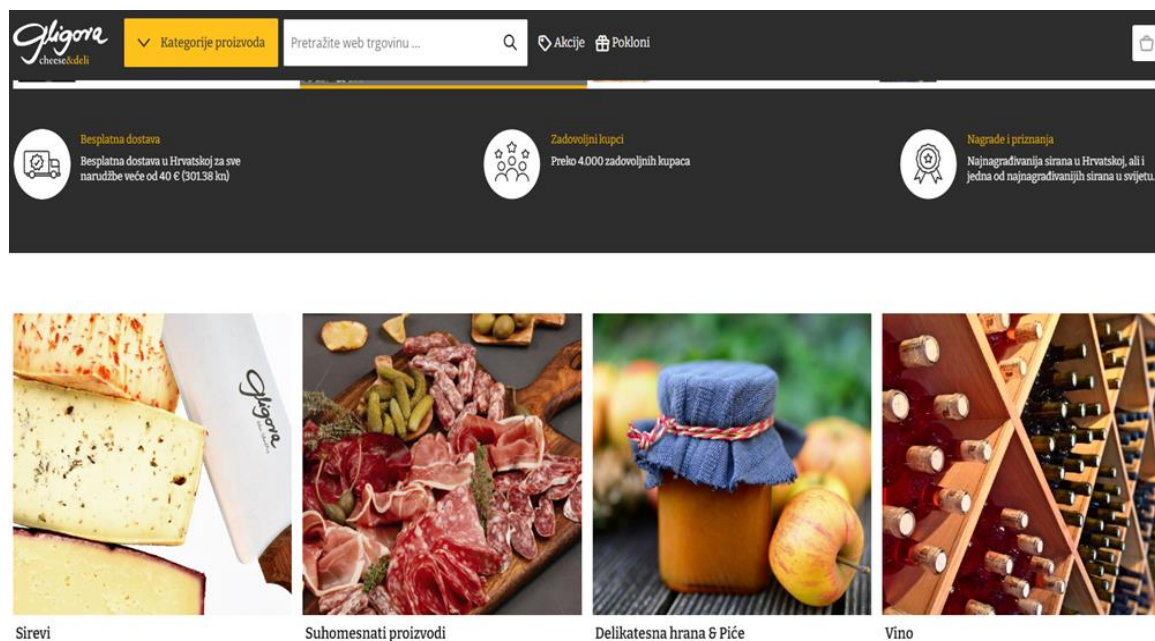 Gligora
cheese&deli
Kategorije proizvoda
Pretražite web trgovinu ...
Akcije
Pokloni
Besplatna dostava
Besplatna dostava u Hrvatskoj za sve
narudžbe veće od 40 € (301.38 kn)
Zadovoljni kupci
Preko 4.000 zadovoljnih kupaca
Nagrade i priznanja
Najnagrađivanija sirana u Hrvatskoj, ali i
jedna od najnagrađivanijih sirana u svijetu.
Gligora
Sirevi
Suhomesnati proizvodi
Delikatesna hrana & Piće
Vino